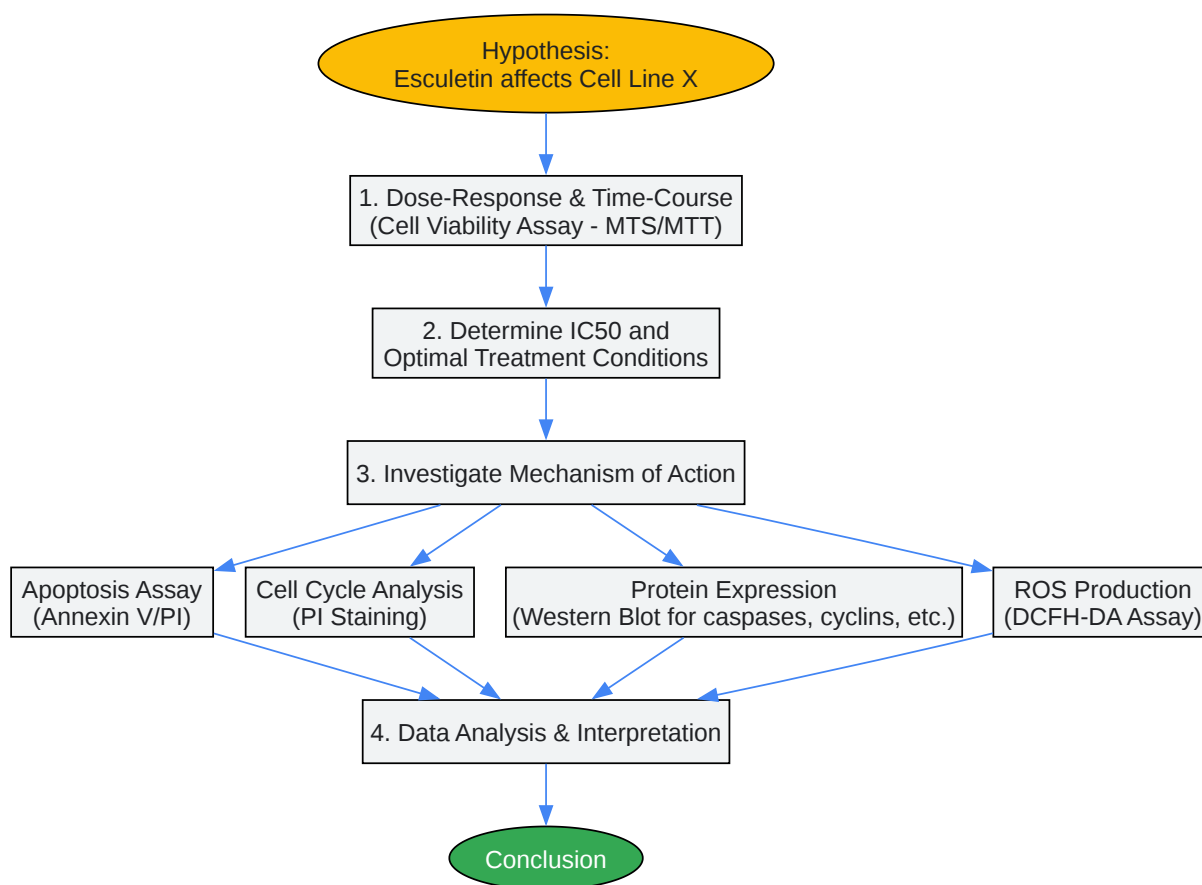 Hypothesis:
Esculetin affects Cell Line X
1. Dose-Response & Time-Course
(Cell Viability Assay - MTS/MTT)
2. Determine IC50 and
Optimal Treatment Conditions
3. Investigate Mechanism of Action
Apoptosis Assay
(Annexin V/PI)
Cell Cycle Analysis
(PI Staining)
Protein Expression
(Western Blot for caspases, cyclins, etc.)
ROS Production
(DCFH-DA Assay)
4. Data Analysis & Interpretation
Conclusion